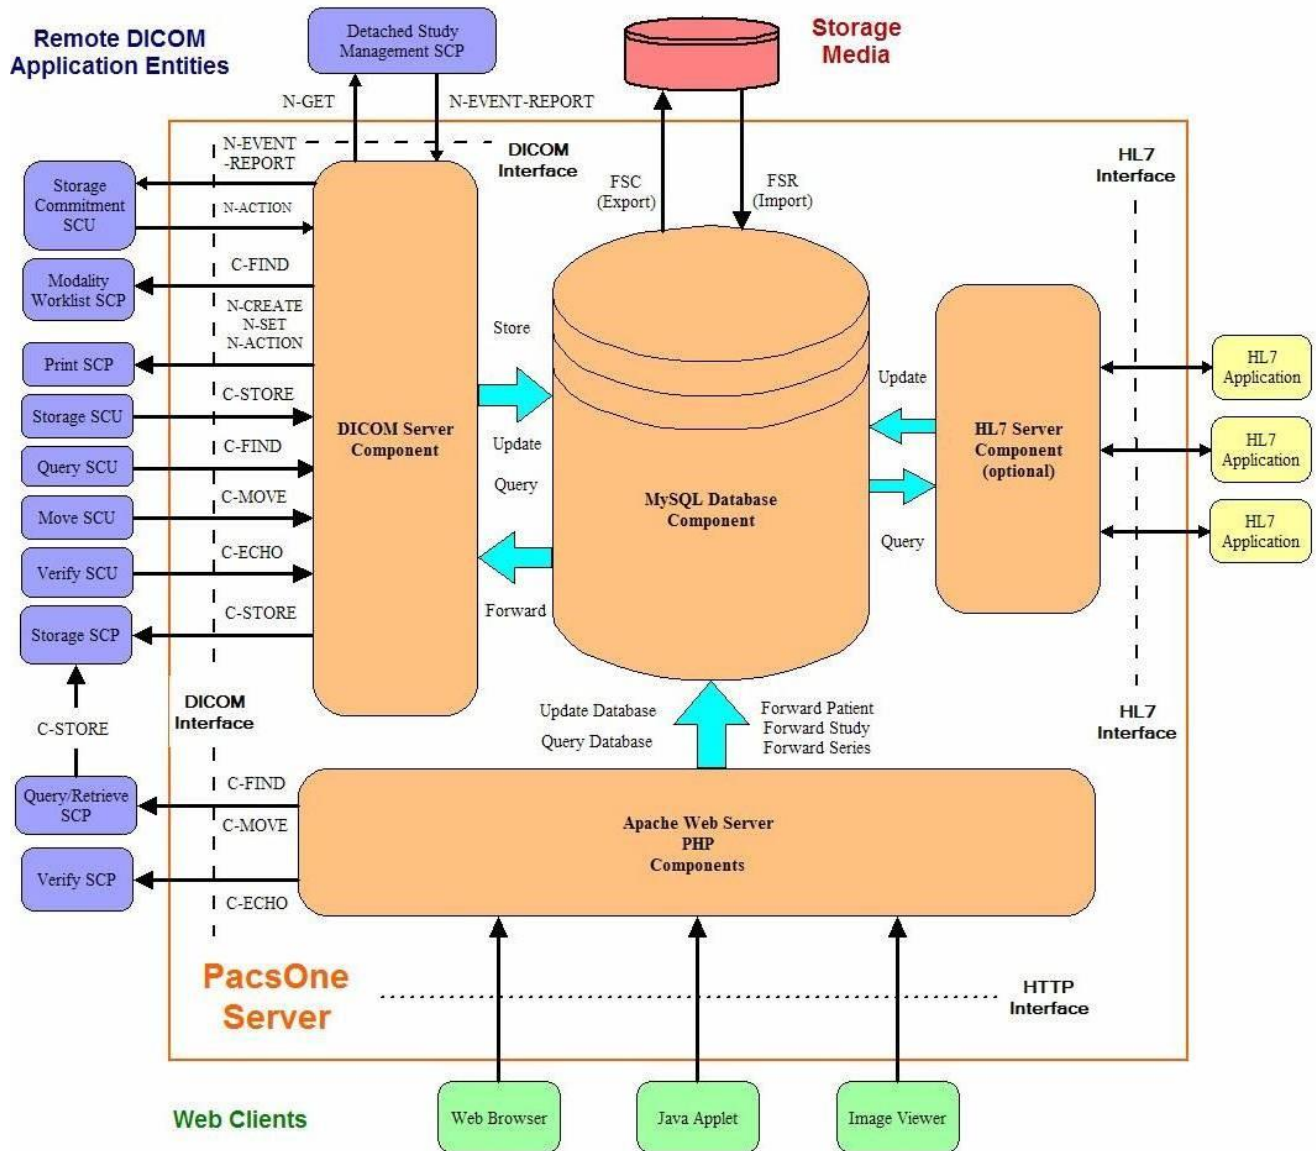 Remote DICOM
Application Entities
Detached Study
Management SCP
Storage
Media
N-GET
N-EVENT-REPORT
N-EVENT
-REPORT
DICOM
Interface
FSC
(Export)
FSR
(Import)
HL7
Interface
Storage
Commitment
SCU
N-ACTION
C-FIND
Modality
Worklist SCP
N-CREATE
N-SET
N-ACTION
Print SCP
C-STORE
Storage SCU
C-FIND
Query SCU
C-MOVE
Move SCU
C-ECHO
Verify SCU
C-STORE
Storage SCP
DICOM Server
Component
Store
Update
Query
Forward
MySQL Database
Component
Update
Query
HL7 Server
Component
(optional)
HL7
Application
HL7
Application
HL7
Application
DICOM
Interface
C-STORE
Update Database
Query Database
Forward Patient
Forward Study
Forward Series
HL7
Interface
Query/Retrieve
SCP
C-FIND
C-MOVE
Verify SCP
C-ECHO
Apache Web Server
PHP
Components
PacsOne
Server
HTTP
Interface
Web Clients
Web Browser
Java Applet
Image Viewer